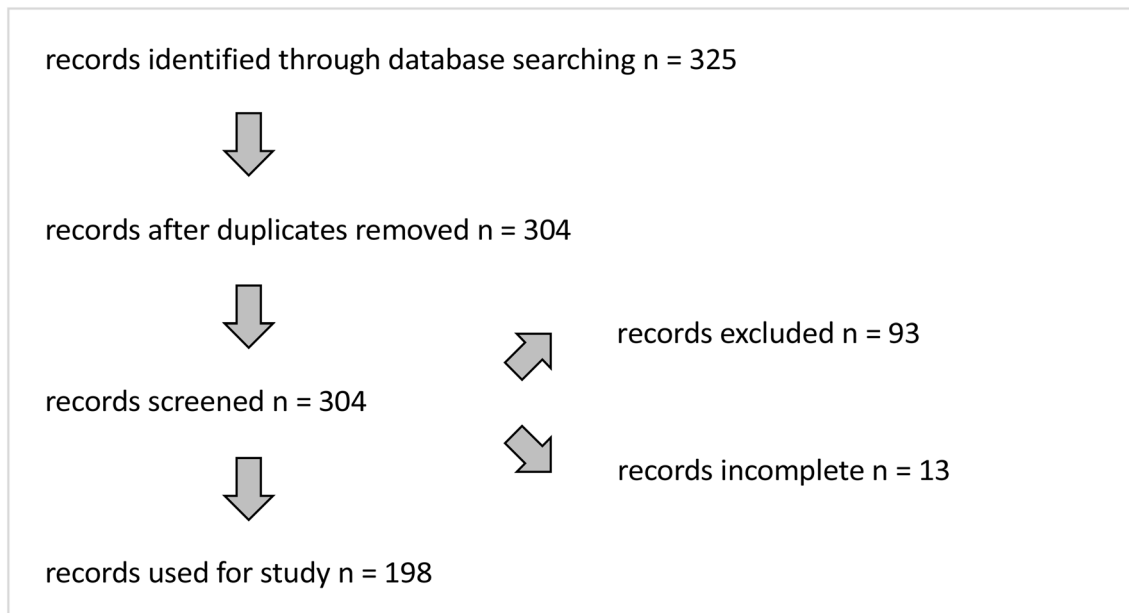 records identified through database searching n = 325
records after duplicates removed n = 304
records excluded n = 93
records screened n = 304
records incomplete n = 13
records used for study n = 198